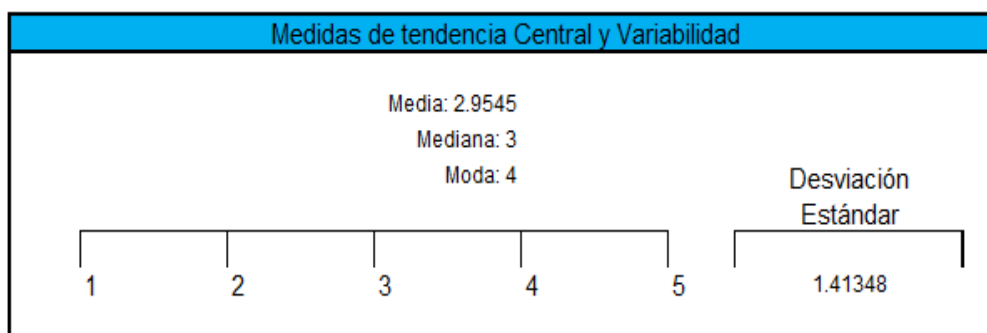 Medidas de tendencia Central y Variabilidad
Media: 2.9545
Mediana: 3
Moda: 4
Desviación
Estándar
1 2 3 4 5 1.41348